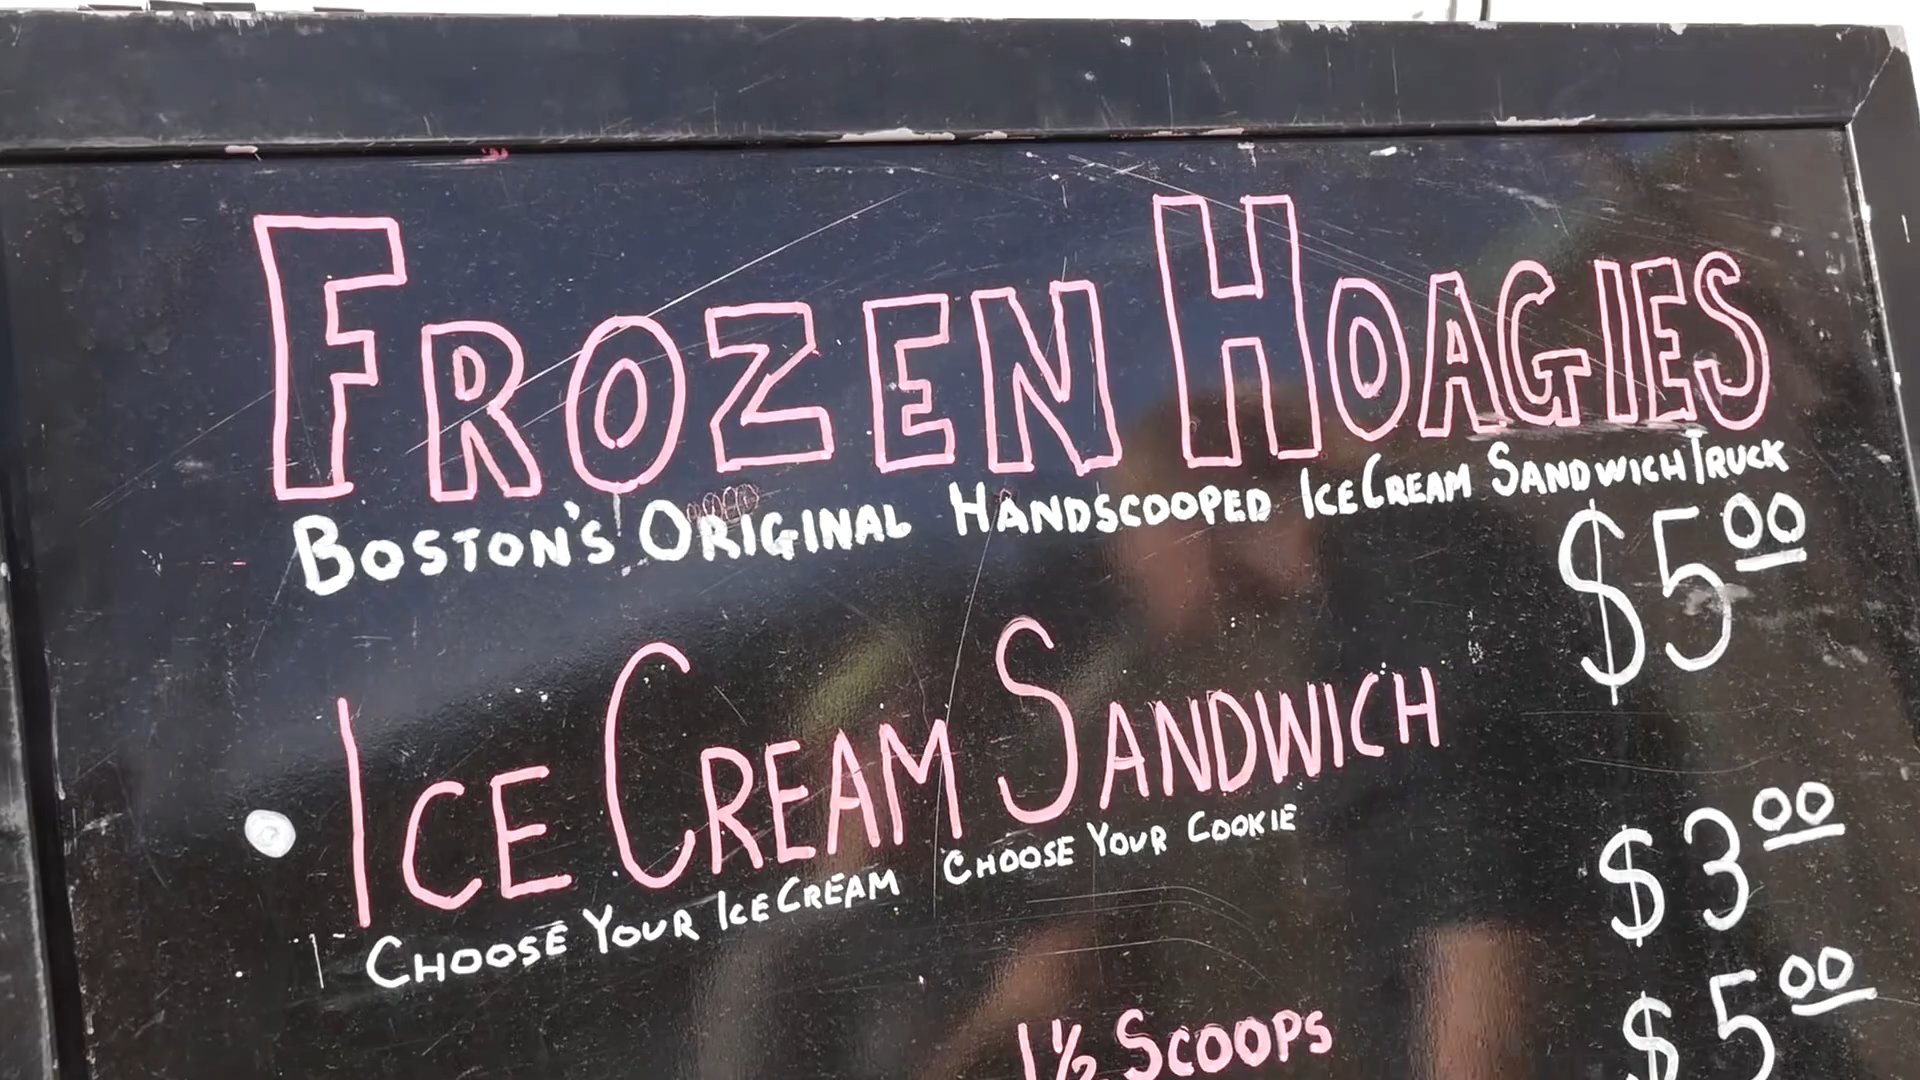 FROZEN HOAGIES
BOSTON'S ORIGINAL HANDSCOOPED ICE CREAM SANDWICH TRUCK
$5.00
ICE CREAM SANDWICH
CHOOSE YOUR ICE CREAM CHOOSE YOUR COOKIE
$3.00
1½ SCOOPS
$5.00